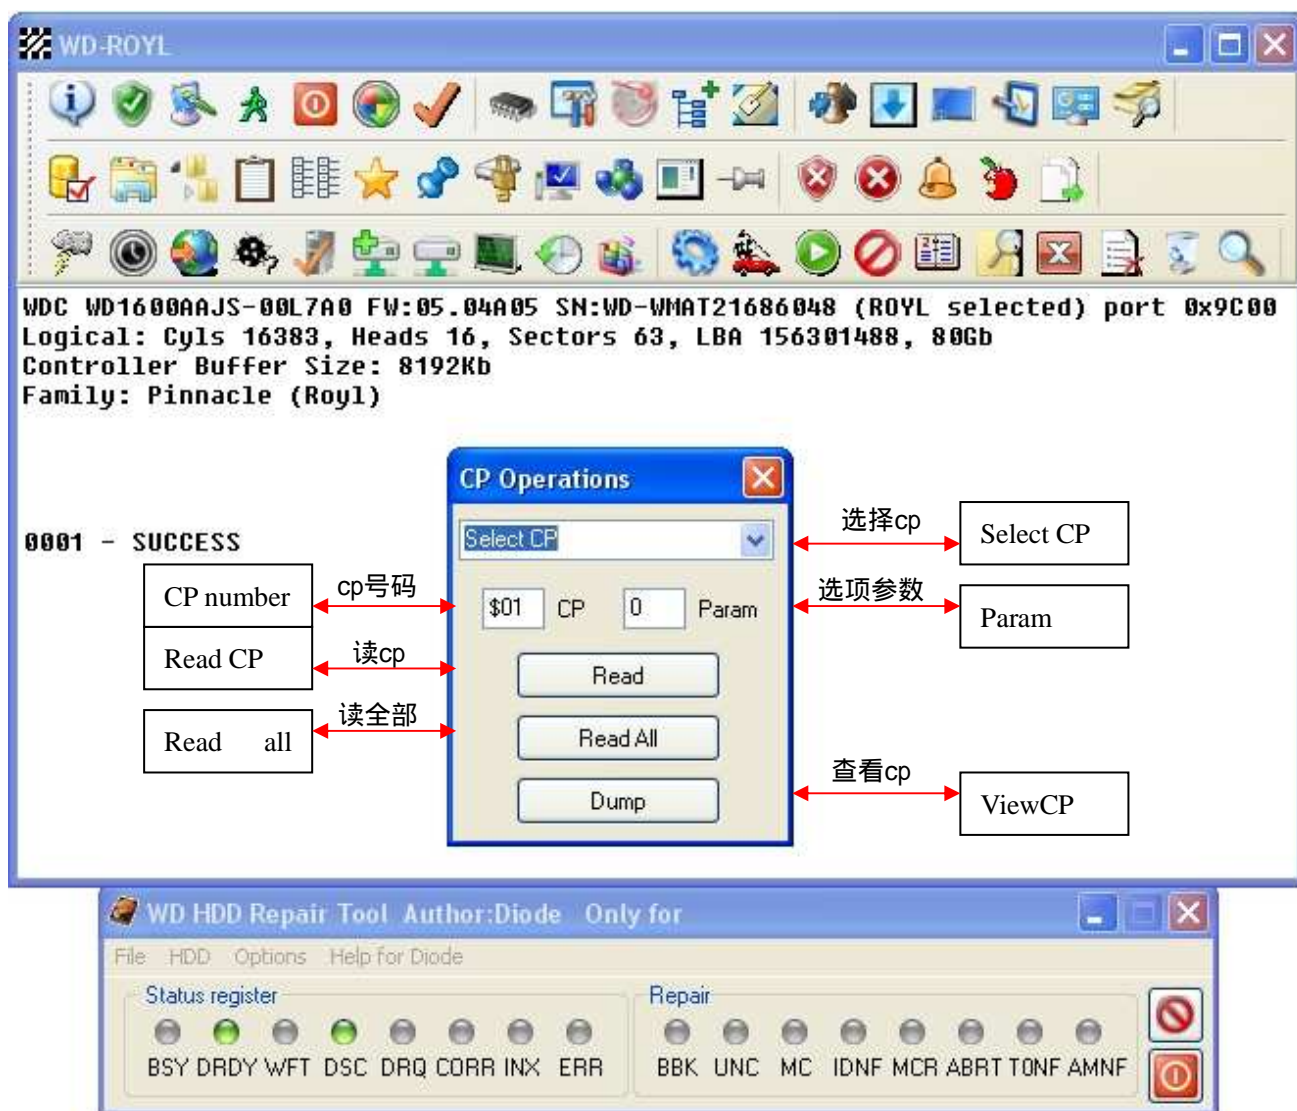 WD-ROYL
WDC WD1600AAJS-00L7A0 FW:05.04A05 SN:WD-WMAT21686048 (ROYL selected) port 0x9C00
Logical: Cyls 16383, Heads 16, Sectors 63, LBA 156301488, 80Gb
Controller Buffer Size: 8192Kb
Family: Pinnacle (Royl)
CP Operations
Select CP
选择cp
Select CP
0001 - SUCCESS
CP number
cp号码
$01 CP 0 Param
选项参数
Param
Read CP
读cp
Read
Read all
读全部
Read All
Dump
查看cp
ViewCP
WD HDD Repair Tool Author:Diode Only for
File HDD Options Help for Diode
Status register
Repair
BSY DRDY WFT DSC DRQ CORR INX ERR
BBK UNC MC IDNF MCR ABRT T0NF AMNF